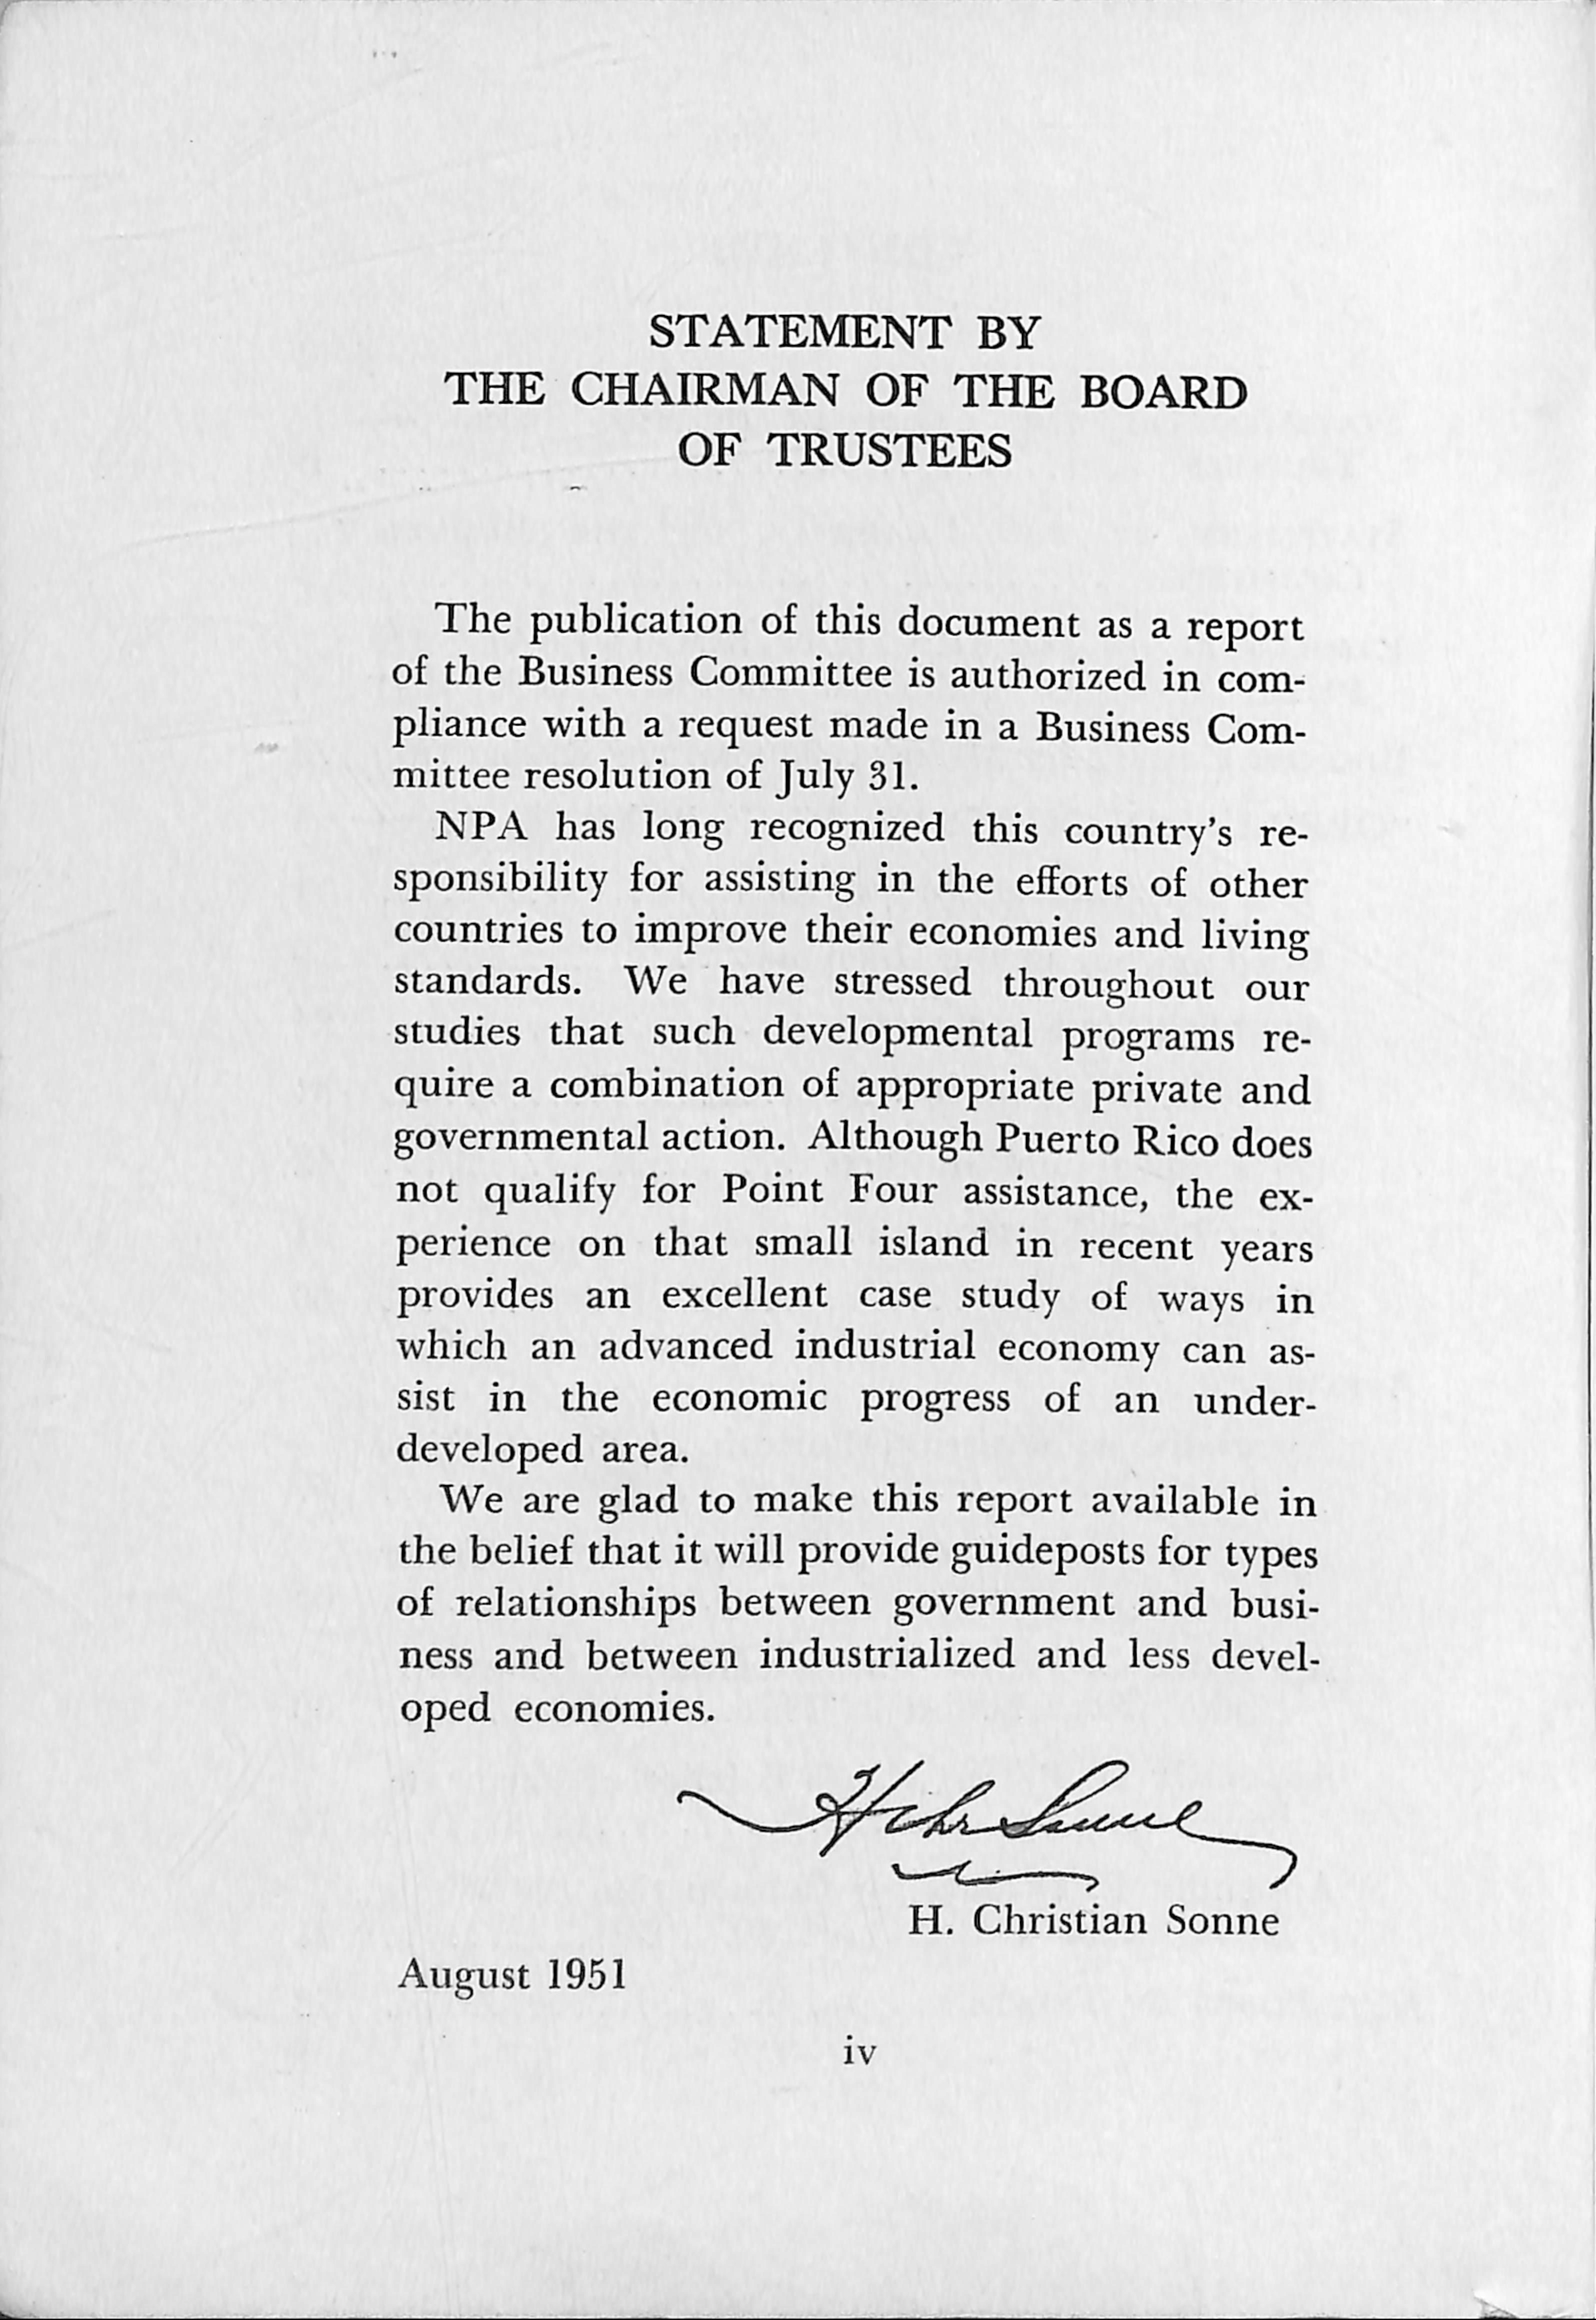 STATEMENT BY
THE CHAIRMAN OF THE BOARD
OF TRUSTEES
The publication of this document as a report
of the Business Committee is authorized in com-
pliance with a request made in a Business Com-
mittee resolution of July 31.
NPA has long recognized this country's re-
sponsibility for assisting in the efforts of other
countries to improve their economies and living
standards. We have stressed throughout our
studies that such developmental programs re-
quire a combination of appropriate private and
governmental action. Although Puerto Rico does
not qualify for Point Four assistance, the ex-
perience on that small island in recent years
provides an excellent case study of ways in
which an advanced industrial economy can as-
sist in the economic progress of an under-
developed area.
We are glad to make this report available in
the belief that it will provide guideposts for types
of relationships between government and busi-
ness and between industrialized and less devel-
oped economies.
H Chr Sonne
H. Christian Sonne
August 1951
iv